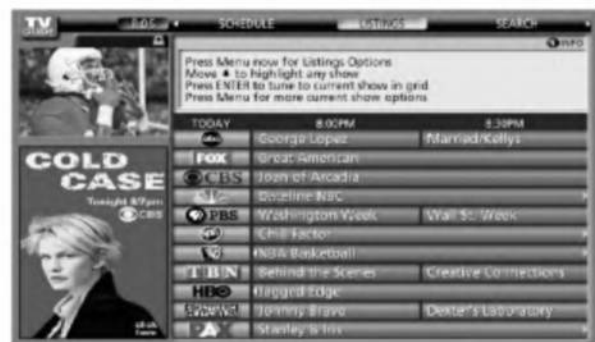 TV
GUIDE
8:05 SCHEDULE LISTINGS SEARCH
INFO
Press Menu now for Listings Options
Move to highlight any show
Press ENTER to tune to current show in grid
Press Menu for more current show options
TODAY 8:00PM 8:30PM
abc George Lopez Married/Kellys
FOX Great American
CBS Joan of Arcadia
Dateline NBC
PBS Washington Week Wall St. Week
Chill Factor
NBA Basketball
TBN Behind the Scenes Creative Connections
HBO Jagged Edge
Johnny Bravo Dexter's Laboratory
PAX Stanley & Iris
COLD
CASE
Tonight 8/7pm
CBS